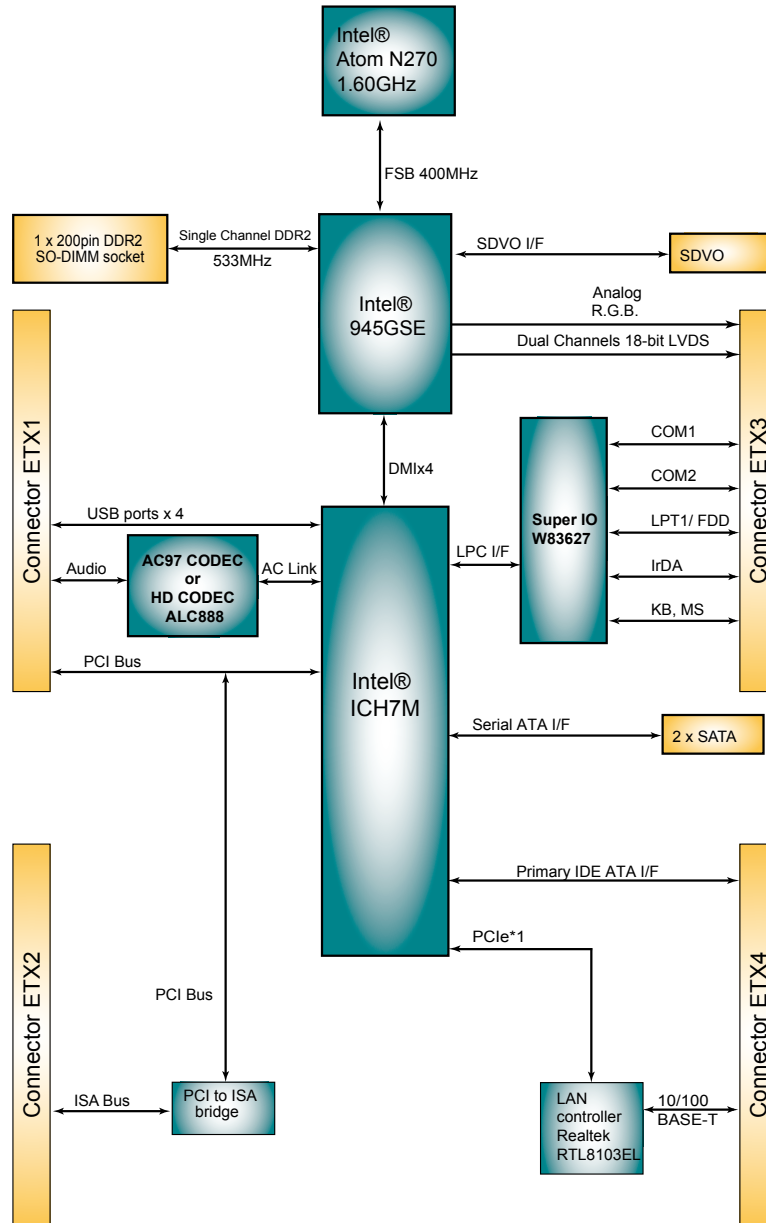 Intel®
Atom N270
1.60GHz
FSB 400MHz
1 x 200pin DDR2
SO-DIMM socket
Single Channel DDR2
533MHz
Intel®
945GSE
SDVO I/F
SDVO
Analog
R.G.B.
Dual Channels 18-bit LVDS
Connector ETX1
Connector ETX3
DMIx4
USB ports x 4
Audio
AC97 CODEC
or
HD CODEC
ALC888
AC Link
PCI Bus
Intel®
ICH7M
LPC I/F
Super IO
W83627
COM1
COM2
LPT1/ FDD
IrDA
KB, MS
Serial ATA I/F
2 x SATA
Primary IDE ATA I/F
PCIe*1
Connector ETX2
Connector ETX4
PCI Bus
ISA Bus
PCI to ISA
bridge
LAN
controller
Realtek
RTL8103EL
10/100
BASE-T